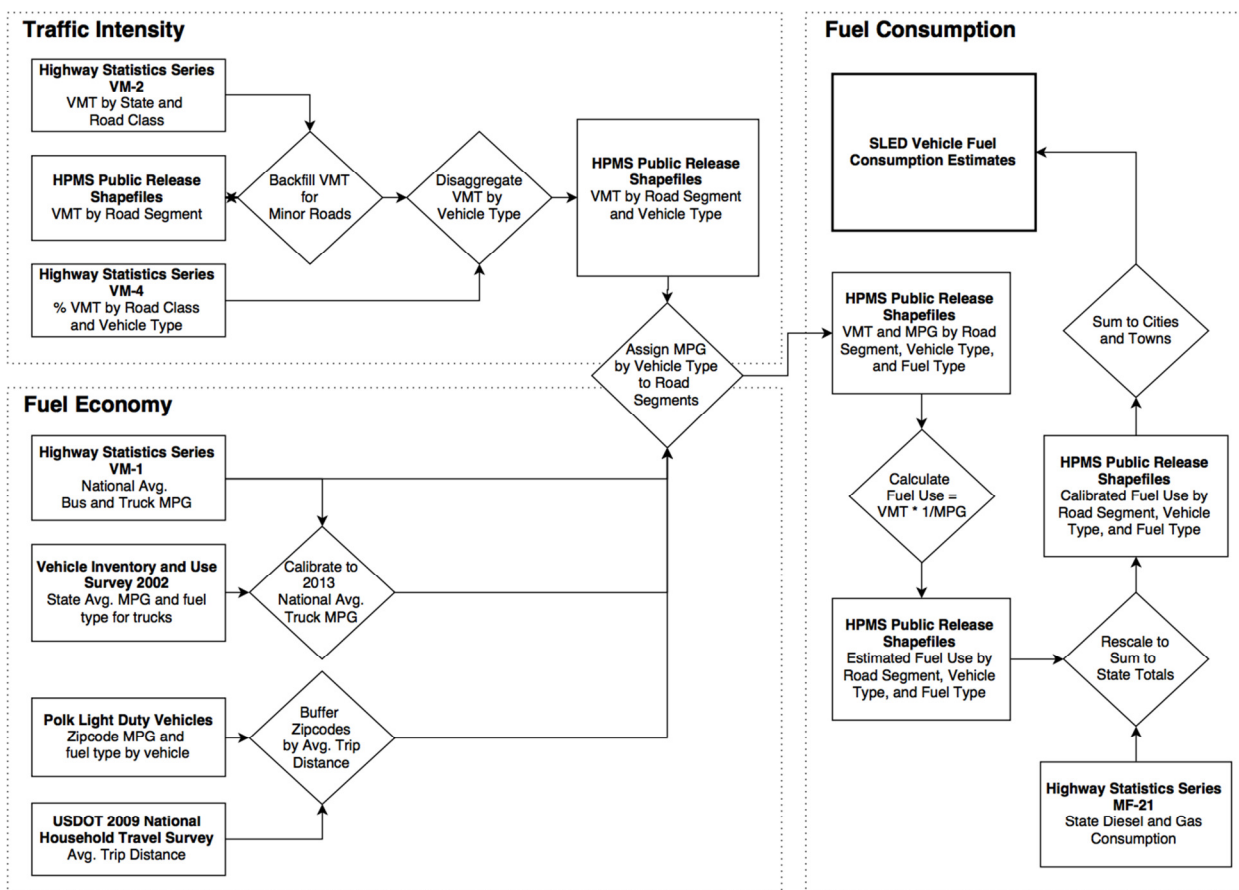 Traffic Intensity
Highway Statistics Series
VM-2
VMT by State and
Road Class
HPMS Public Release
Shapefiles
VMT by Road Segment
Highway Statistics Series
VM-4
% VMT by Road Class
and Vehicle Type
Backfill VMT
for
Minor Roads
Disaggregate
VMT by
Vehicle Type
HPMS Public Release
Shapefiles
VMT by Road Segment
and Vehicle Type
Assign MPG
by Vehicle Type
to Road
Segments
Fuel Economy
Highway Statistics Series
VM-1
National Avg.
Bus and Truck MPG
Vehicle Inventory and Use
Survey 2002
State Avg. MPG and fuel
type for trucks
Calibrate to
2013
National Avg.
Truck MPG
Polk Light Duty Vehicles
Zipcode MPG and
fuel type by vehicle
USDOT 2009 National
Household Travel Survey
Avg. Trip Distance
Buffer
Zipcodes
by Avg. Trip
Distance
Fuel Consumption
SLED Vehicle Fuel
Consumption Estimates
HPMS Public Release
Shapefiles
VMT and MPG by Road
Segment, Vehicle Type,
and Fuel Type
Calculate
Fuel Use =
VMT * 1/MPG
HPMS Public Release
Shapefiles
Estimated Fuel Use by
Road Segment, Vehicle
Type, and Fuel Type
Sum to Cities
and Towns
HPMS Public Release
Shapefiles
Calibrated Fuel Use by
Road Segment, Vehicle
Type, and Fuel Type
Rescale to
Sum to
State Totals
Highway Statistics Series
MF-21
State Diesel and Gas
Consumption